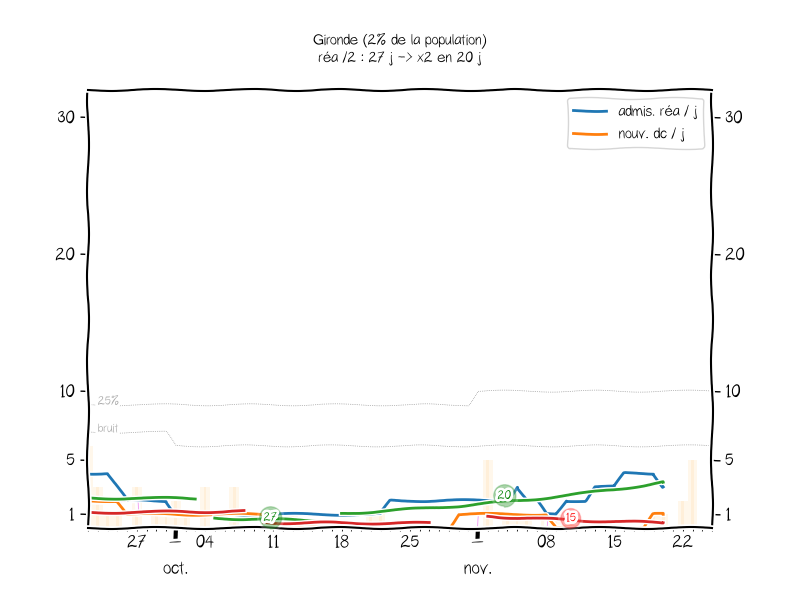 Gironde (2% de la population)
réa /2 : 27 j -> x2 en 20 j
admis. réa / j
nouv. dc / j
30 30
20 20
10 10
25%
bruit
5 5
20
27
15
1 1
27 04 11 18 25 08 15 22
oct. nov.